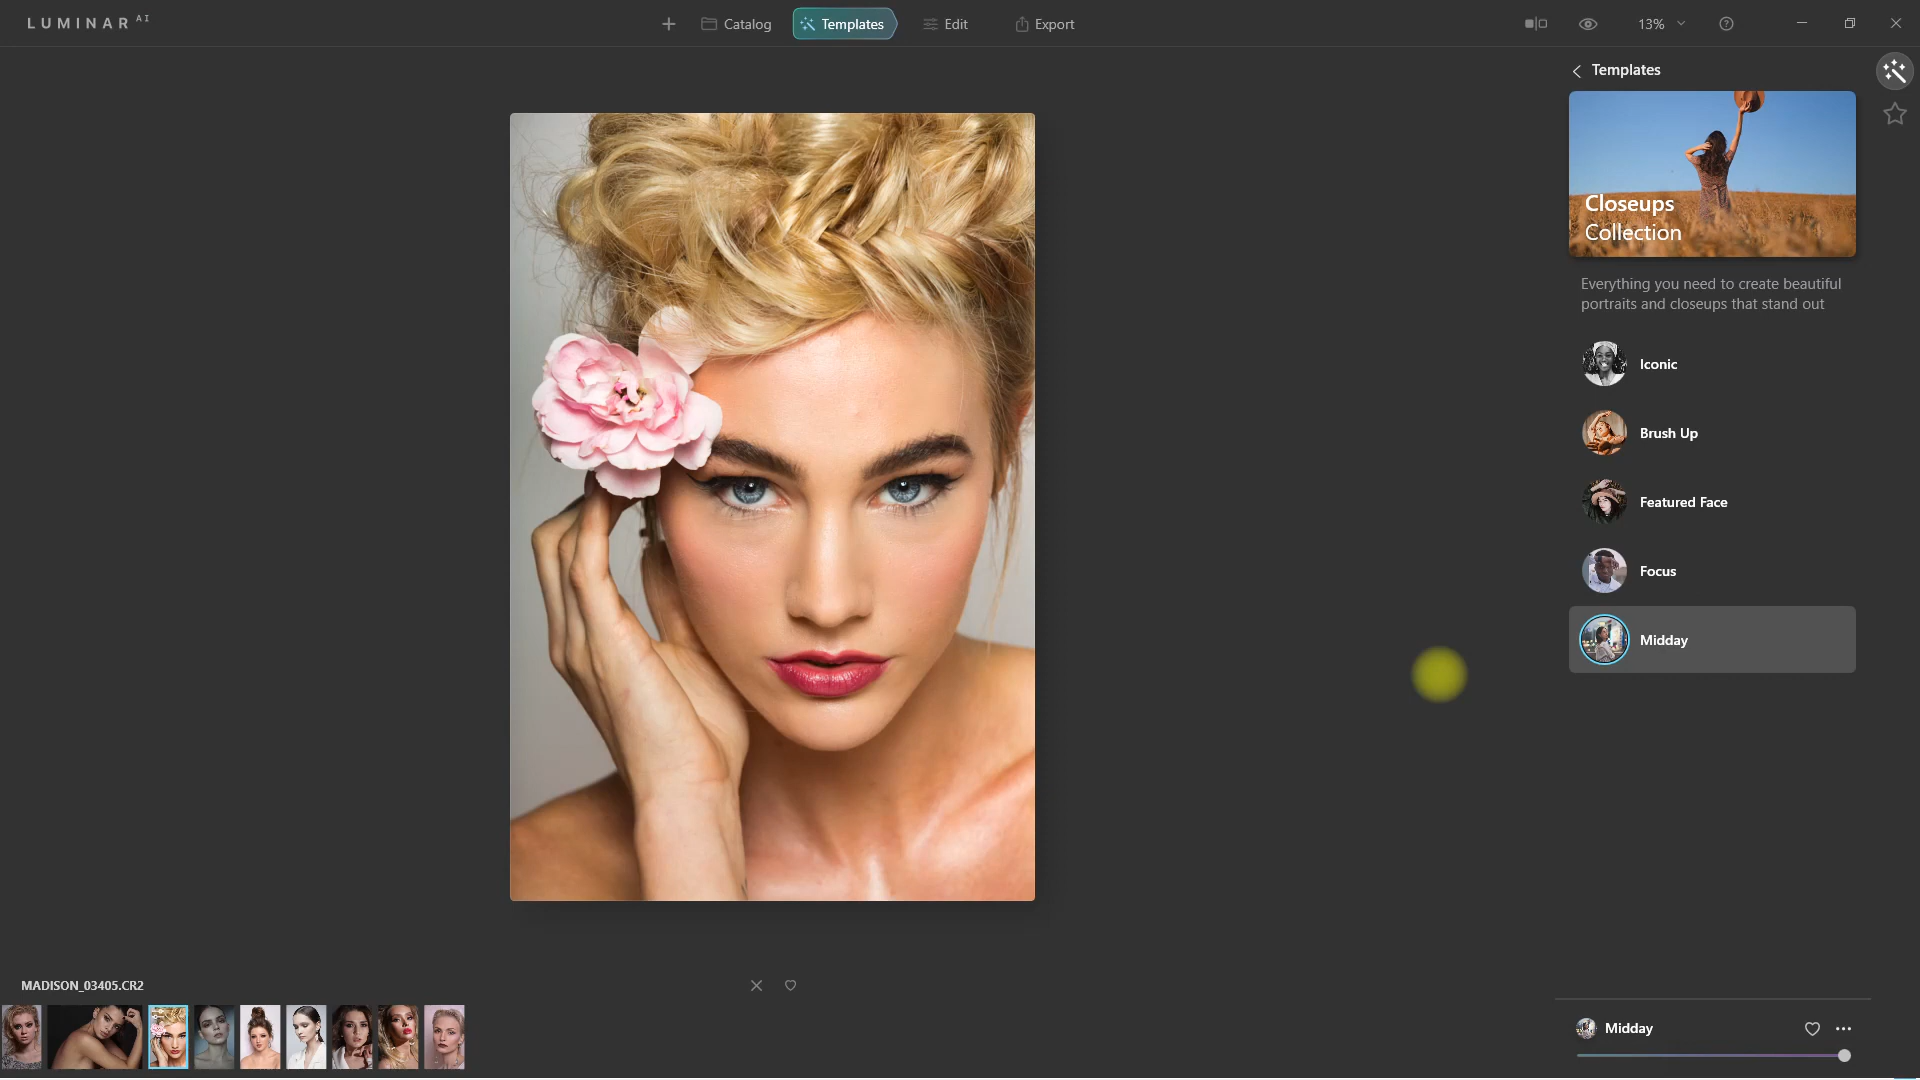 LUMINAR AI
Catalog
Templates
Edit
Export
13%
Templates
Closeups
Collection
Everything you need to create beautiful
portraits and closeups that stand out
Iconic
Brush Up
Featured Face
Focus
Midday
MADISON_03405.CR2
Midday